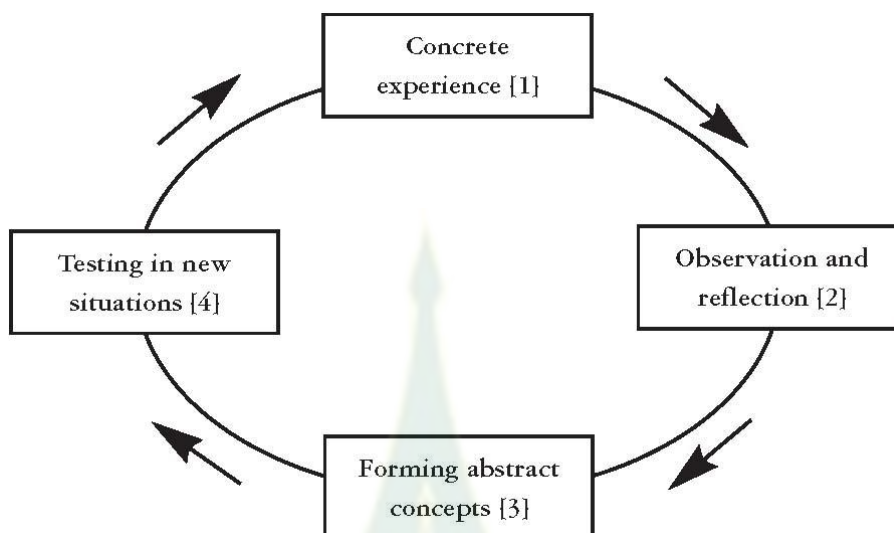 Concrete
experience {1}
Testing in new
situations {4}
Observation and
reflection {2}
Forming abstract
concepts {3}